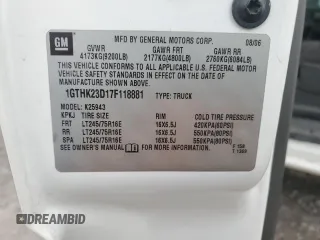 GM
MFD BY GENERAL MOTORS CORP. 08/06
GVWR GAWR FRT GAWR RR
4173KG(9200LB) 2177KG(4800LB) 2760KG(6084LB)
THIS VEHICLE CONFORMS TO ALL APPLICABLE U.S. FEDERAL MOTOR
VEHICLE SAFETY STANDARDS IN EFFECT ON THE DATE OF
MANUFACTURE SHOWN ABOVE.
1GTHK23D17F118881 TYPE: TRUCK
MODEL: K25943
KPKJ TIRE SIZE RIM COLD TIRE PRESSURE
FRT LT245/75R16E 16X6.5J 420KPA(60PSI)
RR LT245/75R16E 16X6.5J 550KPA(80PSI)
SPA LT245/75R16E 16X6.5J 550KPA(80PSI)
SEE OWNER'S MANUAL FOR ADDITIONAL INFORMATION.
DREAMBID